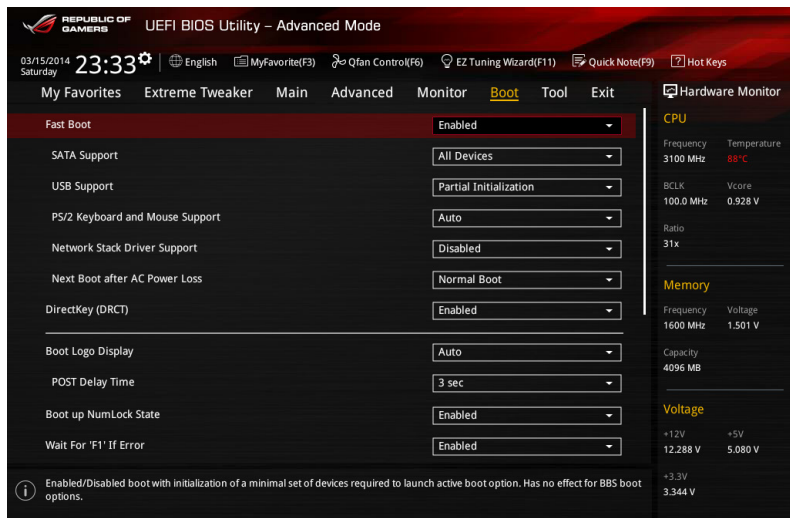 REPUBLIC OF
GAMERS
UEFI BIOS Utility – Advanced Mode
03/15/2014
Saturday
23:33
English
MyFavorite(F3)
Qfan Control(F6)
EZ Tuning Wizard(F11)
Quick Note(F9)
? Hot Keys
My Favorites Extreme Tweaker Main Advanced Monitor Boot Tool Exit
Fast Boot Enabled
SATA Support All Devices
USB Support Partial Initialization
PS/2 Keyboard and Mouse Support Auto
Network Stack Driver Support Disabled
Next Boot after AC Power Loss Normal Boot
DirectKey (DRCT) Enabled
Boot Logo Display Auto
POST Delay Time 3 sec
Boot up NumLock State Enabled
Wait For 'F1' If Error Enabled
i
Enabled/Disabled boot with initialization of a minimal set of devices required to launch active boot option. Has no effect for BBS boot
options.
Hardware Monitor
CPU
Frequency Temperature
3100 MHz 88°C
BCLK Vcore
100.0 MHz 0.928 V
Ratio
31x
Memory
Frequency Voltage
1600 MHz 1.501 V
Capacity
4096 MB
Voltage
+12V +5V
12.288 V 5.080 V
+3.3V
3.344 V